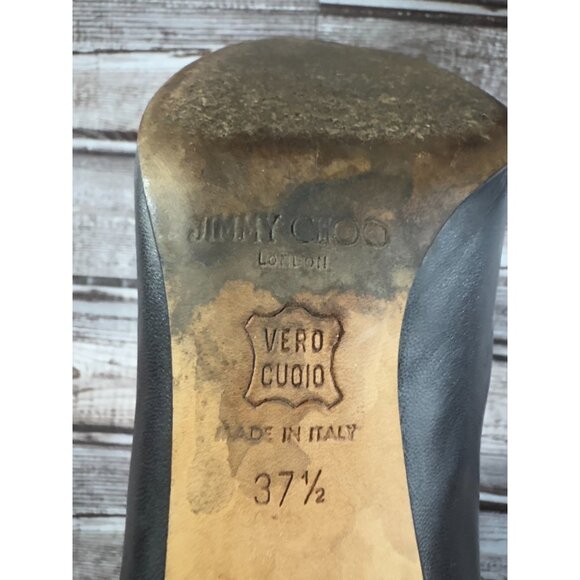 JIMMY CHOO
LONDON
VERO
CUOIO
MADE IN ITALY
37½